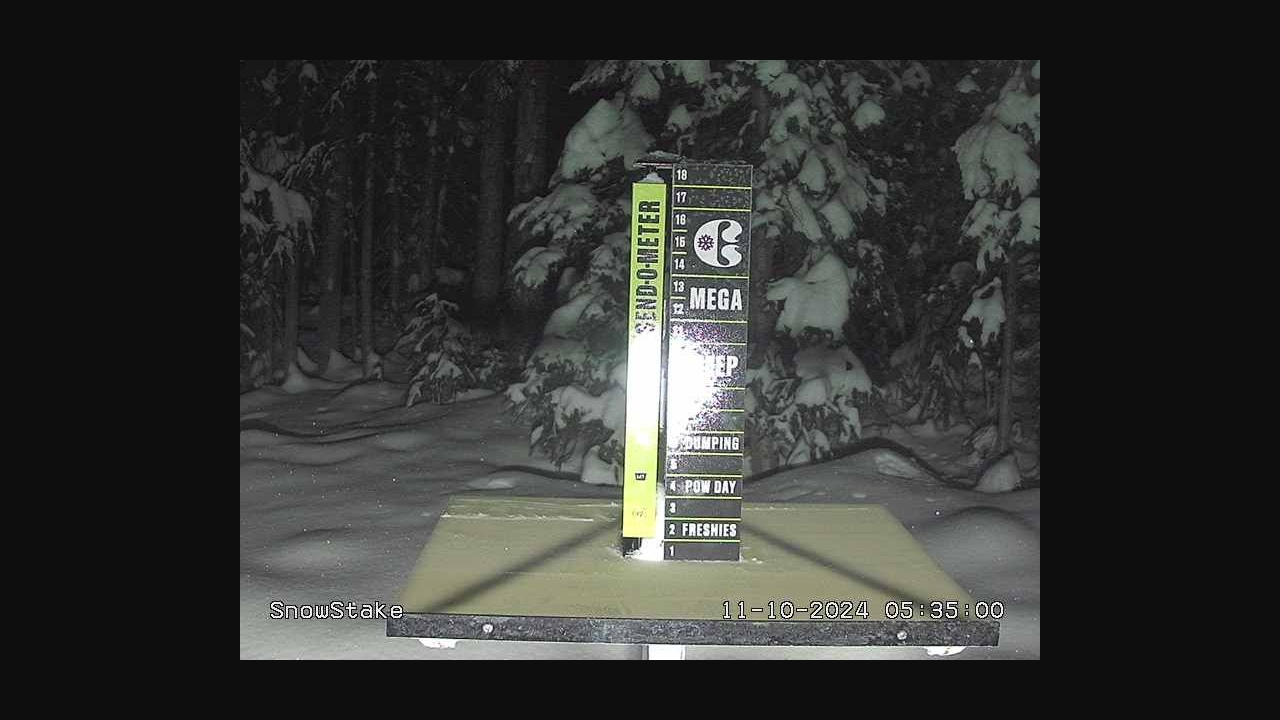 18
17
16
15
14
13
MEGA
12
DUMPING
4 POW DAY
3
2 FRESHIES
1
SEND-O-METER
SnowStake
11-10-2024 05:35:00